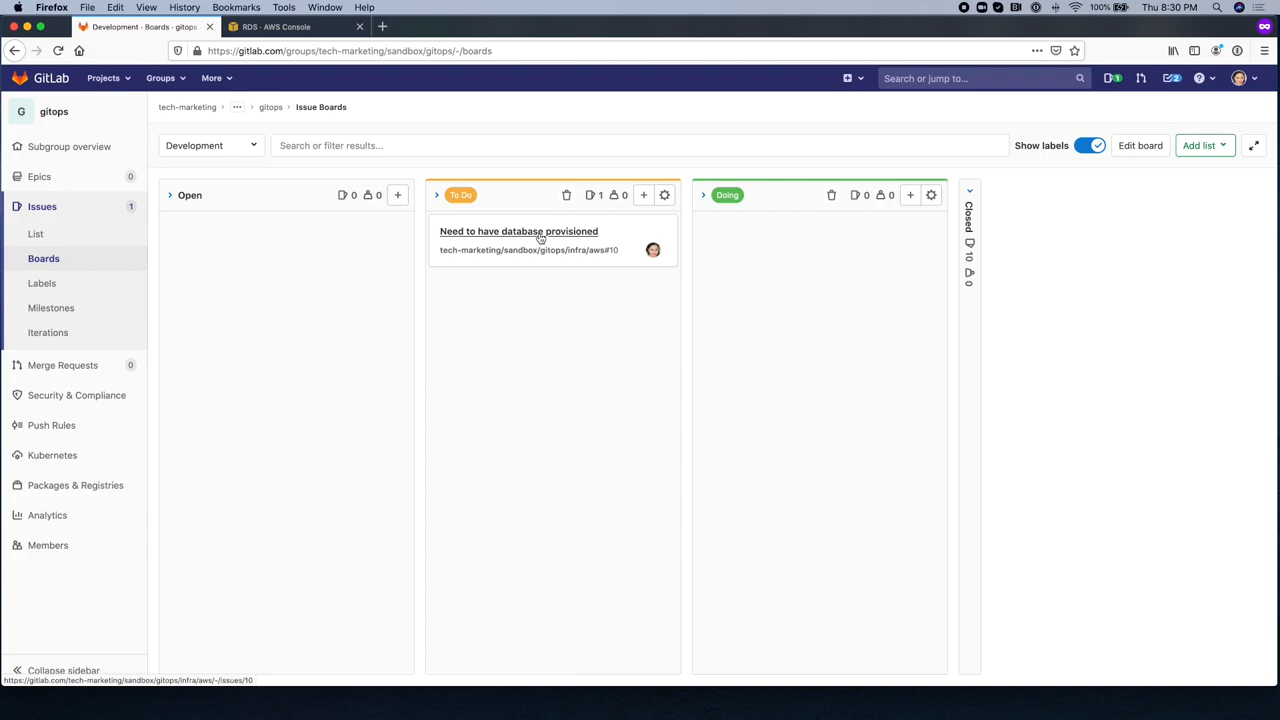 Firefox File Edit View History Bookmarks Tools Window Help 100% Thu 8:30 PM
Development · Boards · gitops RDS · AWS Console
https://gitlab.com/groups/tech-marketing/sandbox/gitops/-/boards
GitLab Projects Groups More Search or jump to... 1 2
G gitops
tech-marketing ... gitops Issue Boards
Subgroup overview
Development Search or filter results... Show labels Edit board Add list
Epics 0
Issues 1
List
Boards
Labels
Milestones
Iterations
Merge Requests 0
Security & Compliance
Push Rules
Kubernetes
Packages & Registries
Analytics
Members
Collapse sidebar
Open 0 0
To Do 1 0
Need to have database provisioned
tech-marketing/sandbox/gitops/infra/aws#10
Doing 0 0
Closed 10 0
https://gitlab.com/tech-marketing/sandbox/gitops/infra/aws/-/issues/10